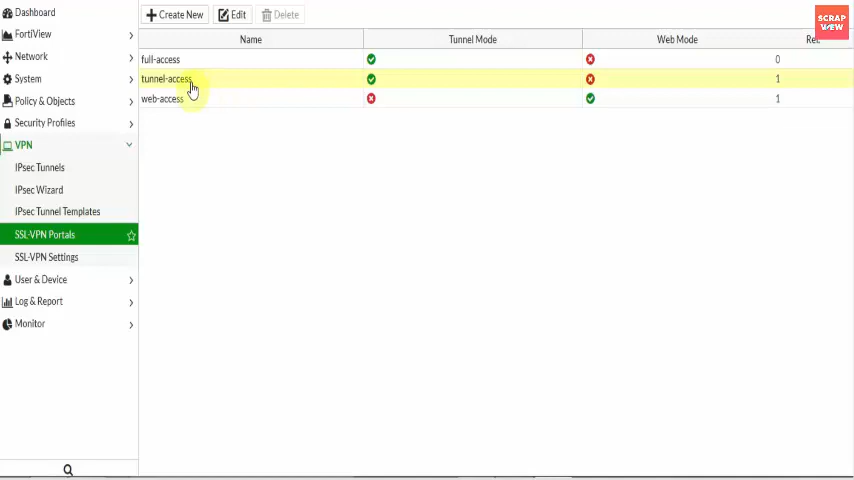 Dashboard
FortiView
Network
System
Policy & Objects
Security Profiles
VPN
IPsec Tunnels
IPsec Wizard
IPsec Tunnel Templates
SSL-VPN Portals
SSL-VPN Settings
User & Device
Log & Report
Monitor
Create New Edit Delete
Name Tunnel Mode Web Mode
full-access 0
tunnel-access 1
web-access 1
SCRAP
VIEW